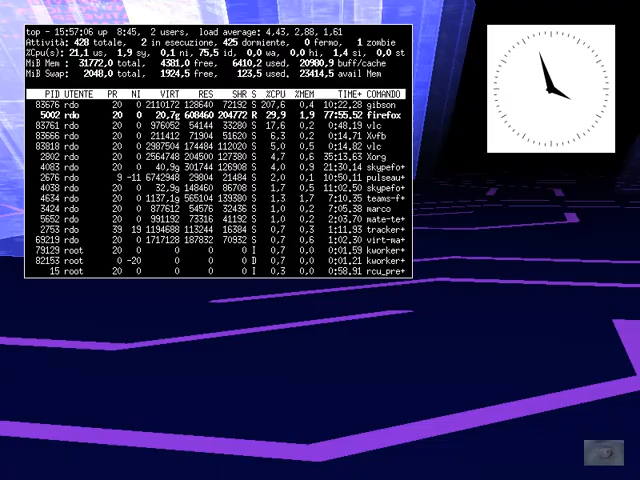 top - 15:57:06 up  8:45,  2 users,  load average: 4,43, 2,88, 1,61
Attività: 428 totale,   2 in esecuzione, 425 dormiente,   0 fermo,   1 zombie
%Cpu(s): 21,1 us,  1,9 sy,  0,1 ni, 75,5 id,  0,0 wa,  0,0 hi,  1,4 si,  0,0 st
MiB Mem :  31772,0 total,   4381,0 free,   6410,2 used,  20980,9 buff/cache
MiB Swap:   2048,0 total,   1924,5 free,    123,5 used.  23414,5 avail Mem
PID UTENTE PR NI VIRT RES SHR S %CPU %MEM TIME+ COMANDO
83676 rdo 20 0 2110172 128640 72192 S 207,6 0,4 10:22.28 gibson
5002 rdo 20 0 20,7g 608460 204772 R 29,9 1,9 77:55.52 firefox
83761 rdo 20 0 976052 54144 33280 S 17,6 0,2 0:48.19 vlc
83666 rdo 20 0 211412 71904 51620 S 6,3 0,2 0:14.71 Xvfb
83818 rdo 20 0 2987504 174484 112020 S 5,0 0,5 0:14.82 vlc
2802 rdo 20 0 2564748 204500 127380 S 4,7 0,6 35:13.63 Xorg
4083 rdo 20 0 40,9g 301744 126908 S 4,0 0,9 21:30.14 skypefo+
2676 rdo 9 -11 6742948 29804 21484 S 2,0 0,1 10:50.11 pulseau+
4038 rdo 20 0 32,9g 148460 86708 S 1,7 0,5 11:02.50 skypefo+
4634 rdo 20 0 1137,1g 565104 139380 S 1,3 1,7 7:10.35 teams-f+
3424 rdo 20 0 877612 54576 32436 S 1,0 0,2 7:05.38 marco
5652 rdo 20 0 991192 73316 41192 S 1,0 0,2 2:03.70 mate-te+
2753 rdo 39 19 1194688 113244 16384 S 0,7 0,3 1:11.93 tracker+
69219 rdo 20 0 1717128 187832 70932 S 0,7 0,6 1:02.30 virt-ma+
79129 root 20 0 0 0 0 I 0,7 0,0 0:01.59 kworker+
82153 root 0 -20 0 0 0 D 0,7 0,0 0:01.21 kworker+
15 root 20 0 0 0 0 I 0,3 0,0 0:58.91 rcu_pre+